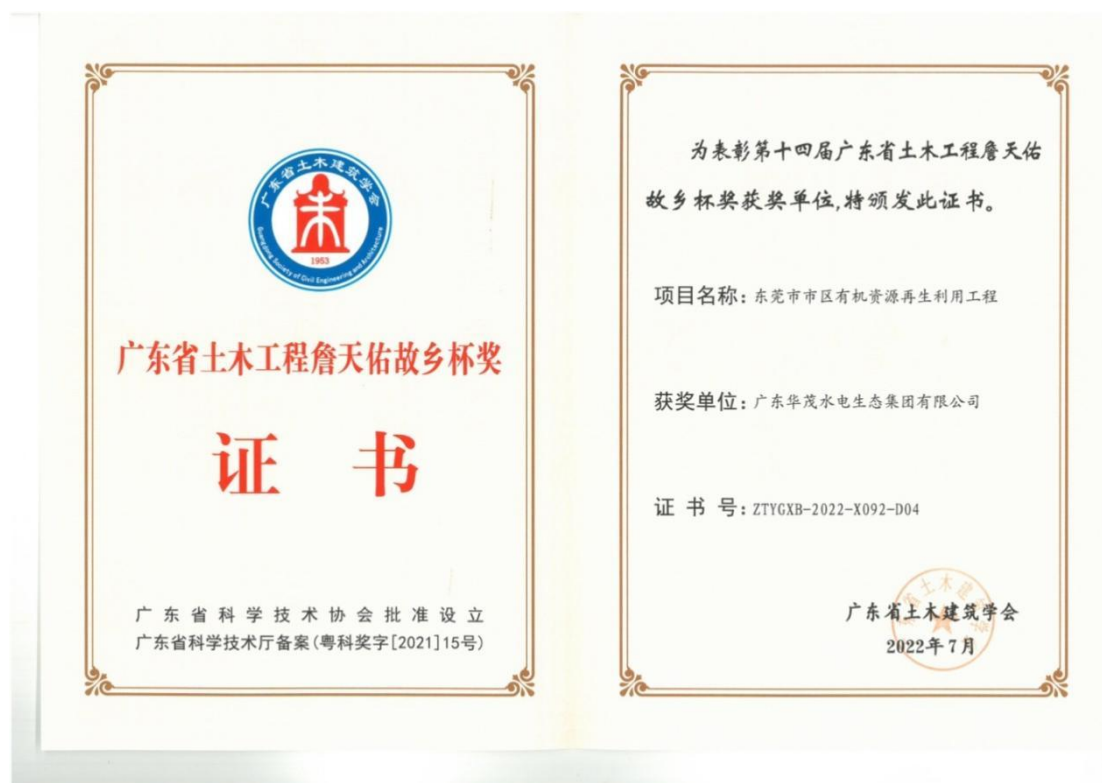 广东省土木建筑学会
1953
Guangdong Society of Civil Engineering and Architecture
广东省土木工程詹天佑故乡杯奖
证 书
广东省科学技术协会批准设立
广东省科学技术厅备案(粤科奖字[2021]15号)
为表彰第十四届广东省土木工程詹天佑
故乡杯奖获奖单位,特颁发此证书。
项目名称: 东莞市市区有机资源再生利用工程
获奖单位: 广东华茂水电生态集团有限公司
证 书 号: ZTYGXB-2022-X092-D04
广东省土木建筑学会
2022年7月